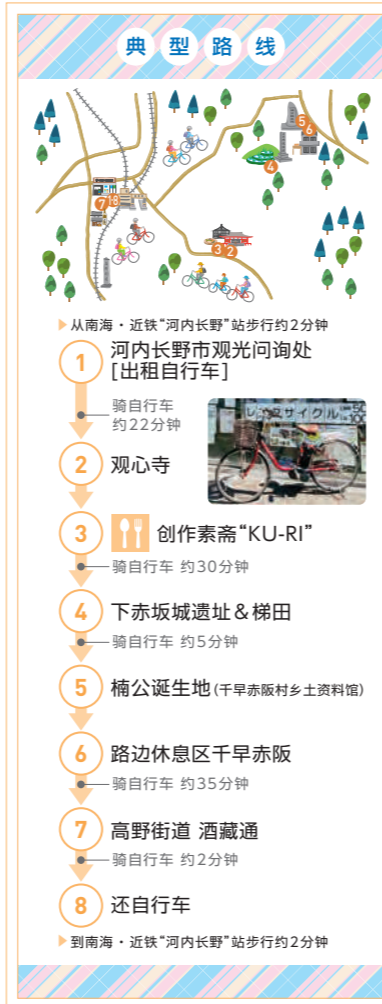 典型路线
5
6
4
7 1 8
3 2
从南海・近铁“河内长野”站步行约2分钟
1 河内长野市观光问询处
[出租自行车]
骑自行车
约22分钟
2 观心寺
3 创作素斋“KU-RI”
骑自行车 约30分钟
4 下赤坂城遗址&梯田
骑自行车 约5分钟
5 楠公诞生地(千早赤阪村乡土资料馆)
6 路边休息区千早赤阪
骑自行车 约35分钟
7 高野街道 酒藏通
骑自行车 约2分钟
8 还自行车
到南海・近铁“河内长野”站步行约2分钟